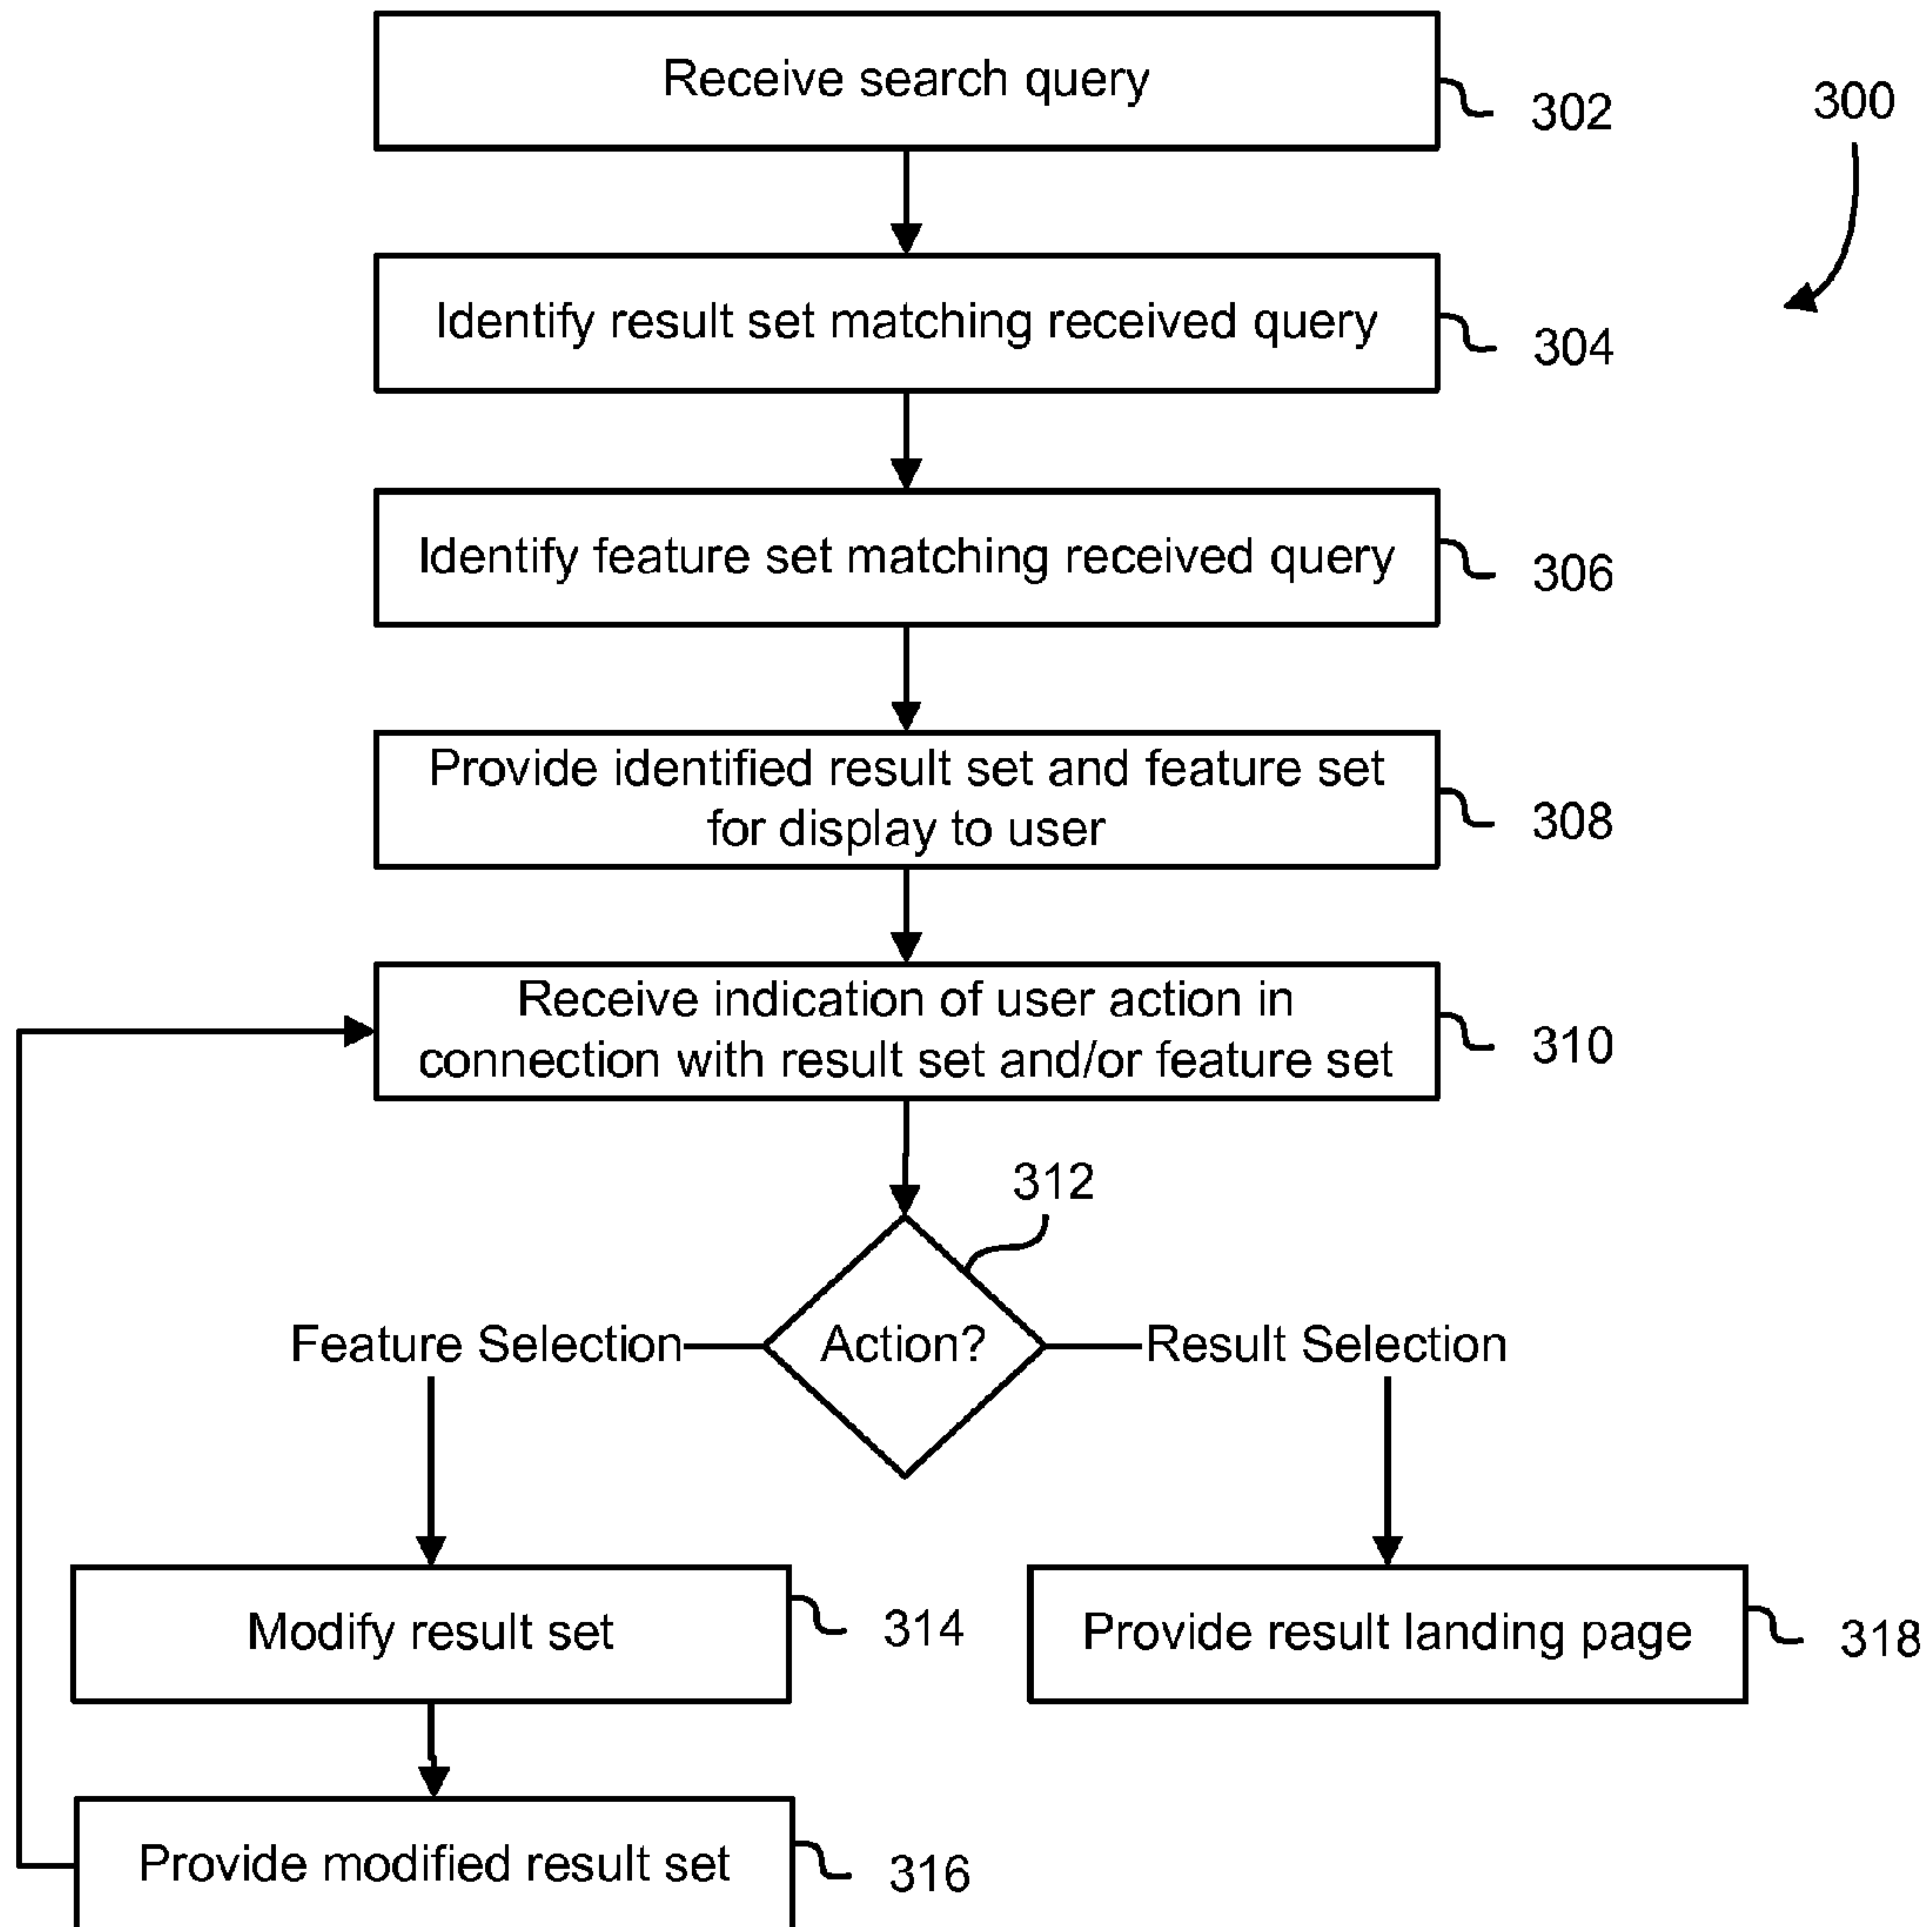 Receive search query
302
300
Identify result set matching received query
304
Identify feature set matching received query
306
Provide identified result set and feature set
for display to user
308
Receive indication of user action in
connection with result set and/or feature set
310
312
Feature Selection
Action?
Result Selection
Modify result set
314
Provide result landing page
318
Provide modified result set
316